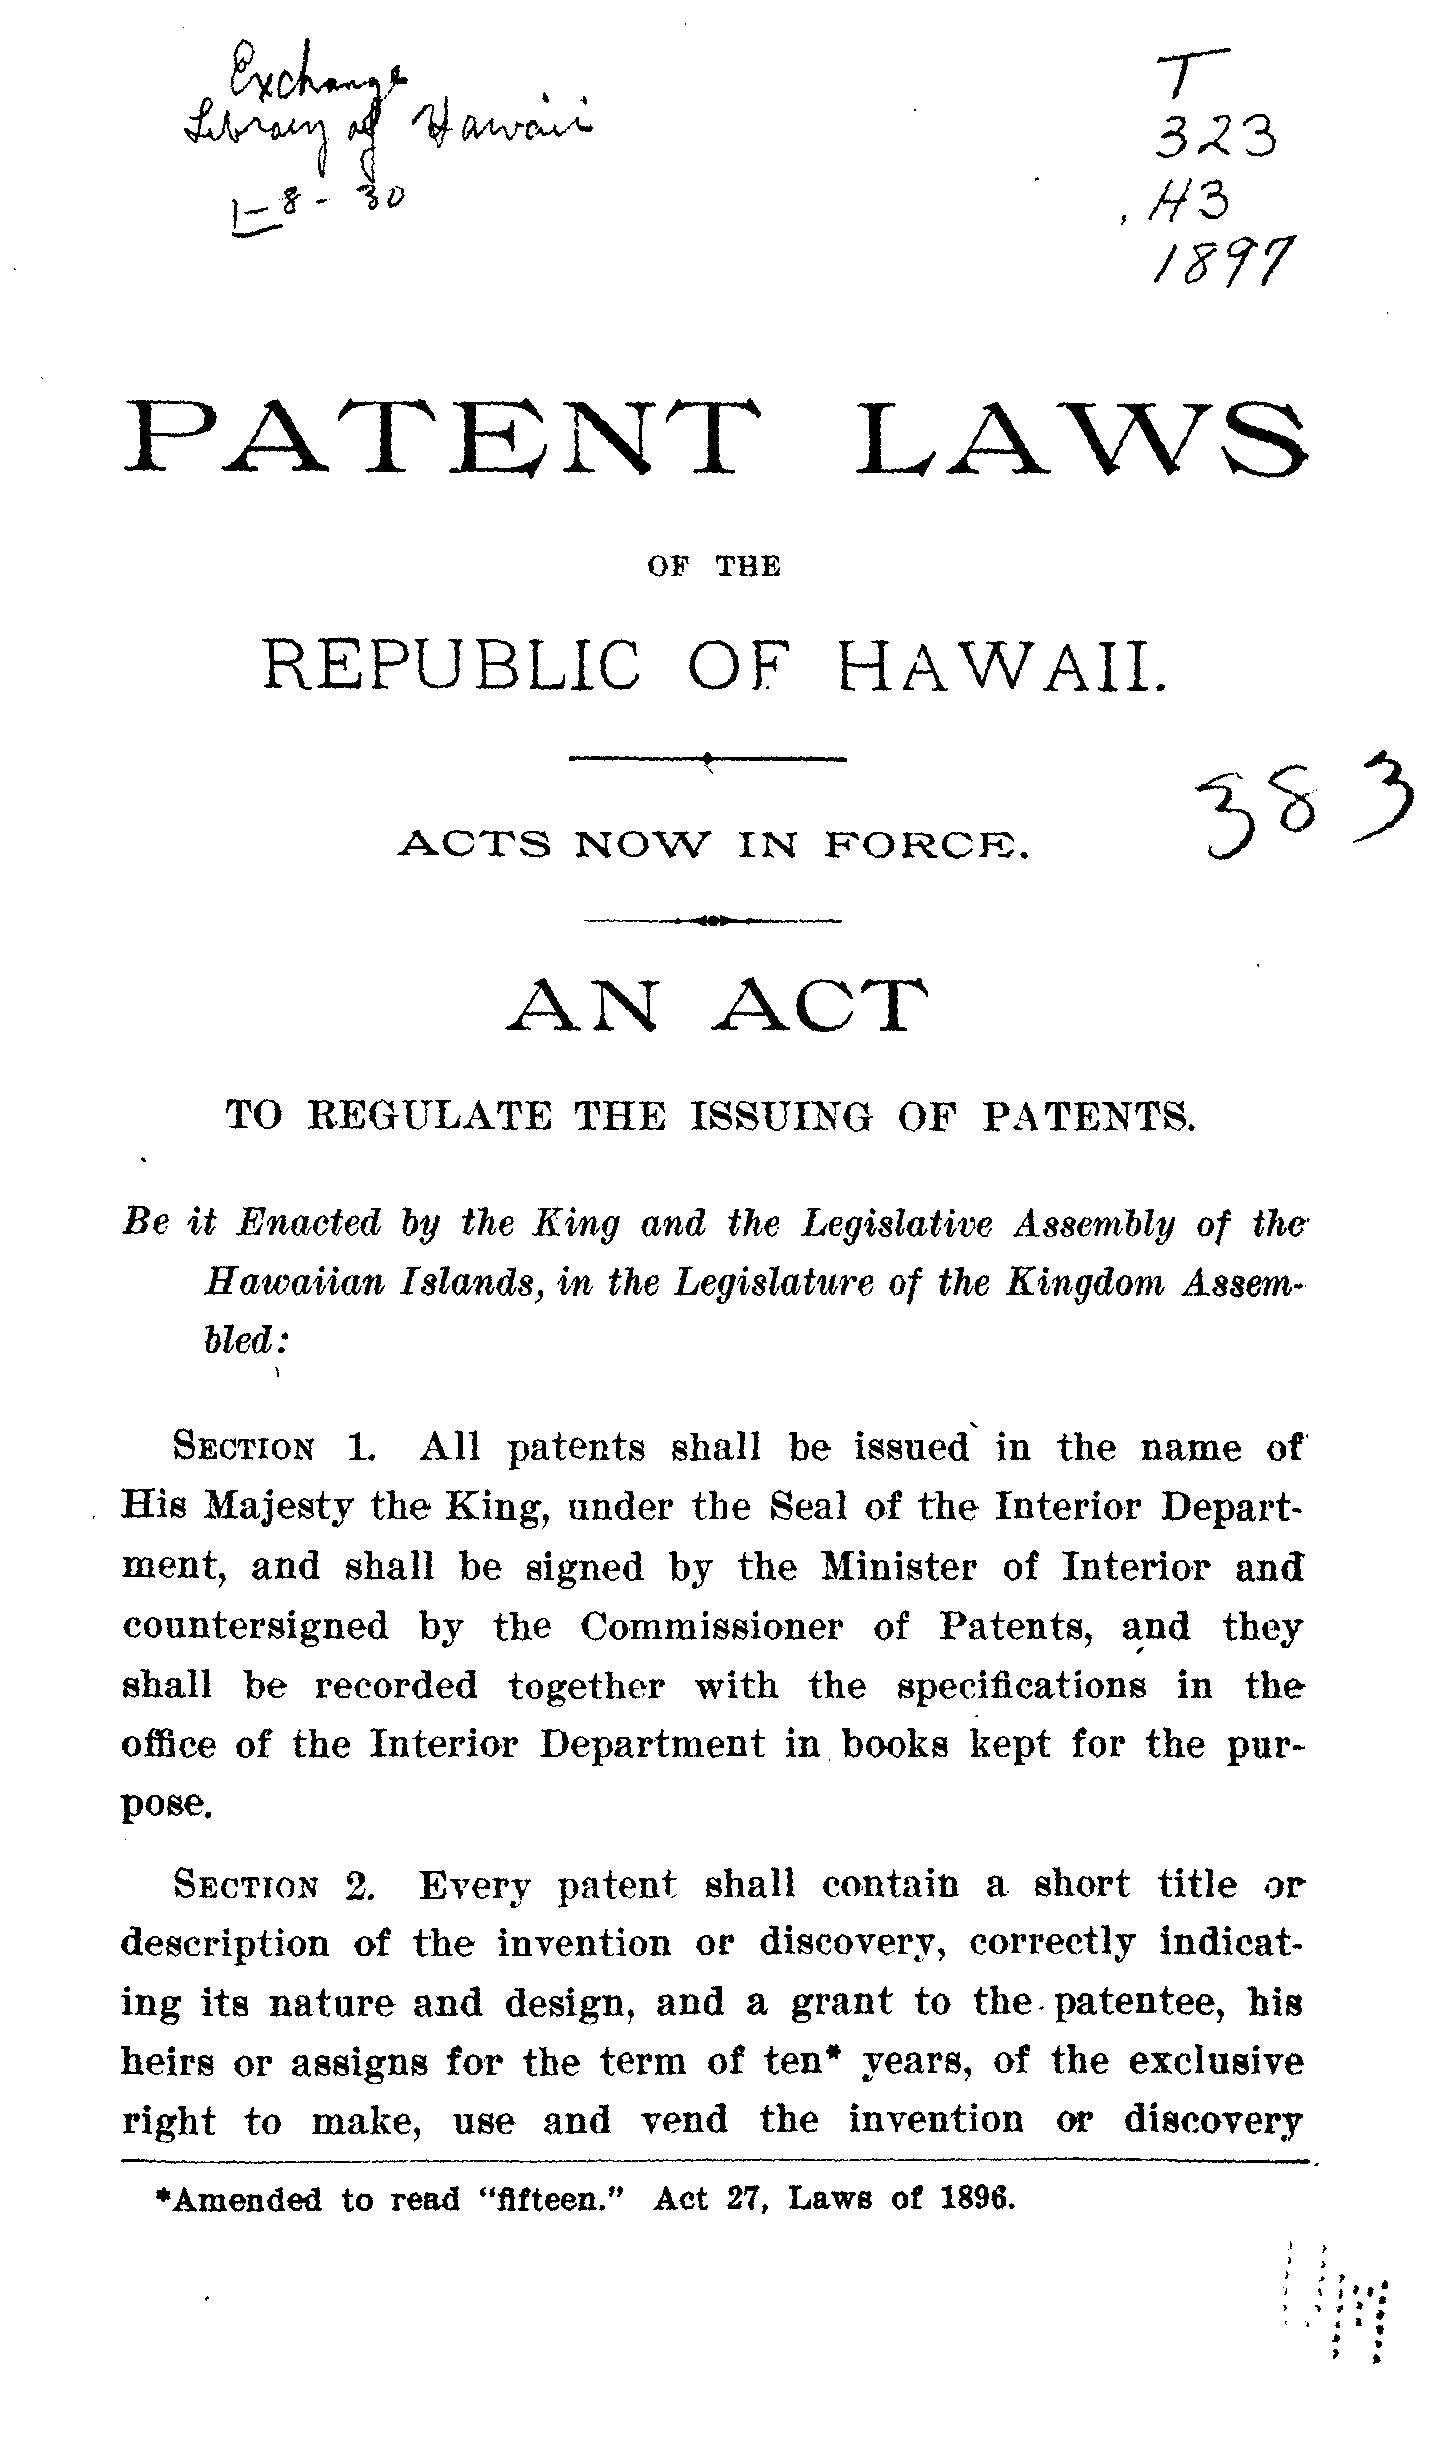 Exchange
Library of Hawaii
1-8-30
T
323
.H3
1897
PATENT LAWS
OF THE
REPUBLIC OF HAWAII.
383
ACTS NOW IN FORCE.
AN ACT
TO REGULATE THE ISSUING OF PATENTS.
Be it Enacted by the King and the Legislative Assembly of the
Hawaiian Islands, in the Legislature of the Kingdom Assem-
bled:
SECTION 1. All patents shall be issued in the name of
His Majesty the King, under the Seal of the Interior Depart-
ment, and shall be signed by the Minister of Interior and
countersigned by the Commissioner of Patents, and they
shall be recorded together with the specifications in the
office of the Interior Department in books kept for the pur-
pose.
SECTION 2. Every patent shall contain a short title or
description of the invention or discovery, correctly indicat-
ing its nature and design, and a grant to the patentee, his
heirs or assigns for the term of ten* years, of the exclusive
right to make, use and vend the invention or discovery
*Amended to read "fifteen." Act 27, Laws of 1896.